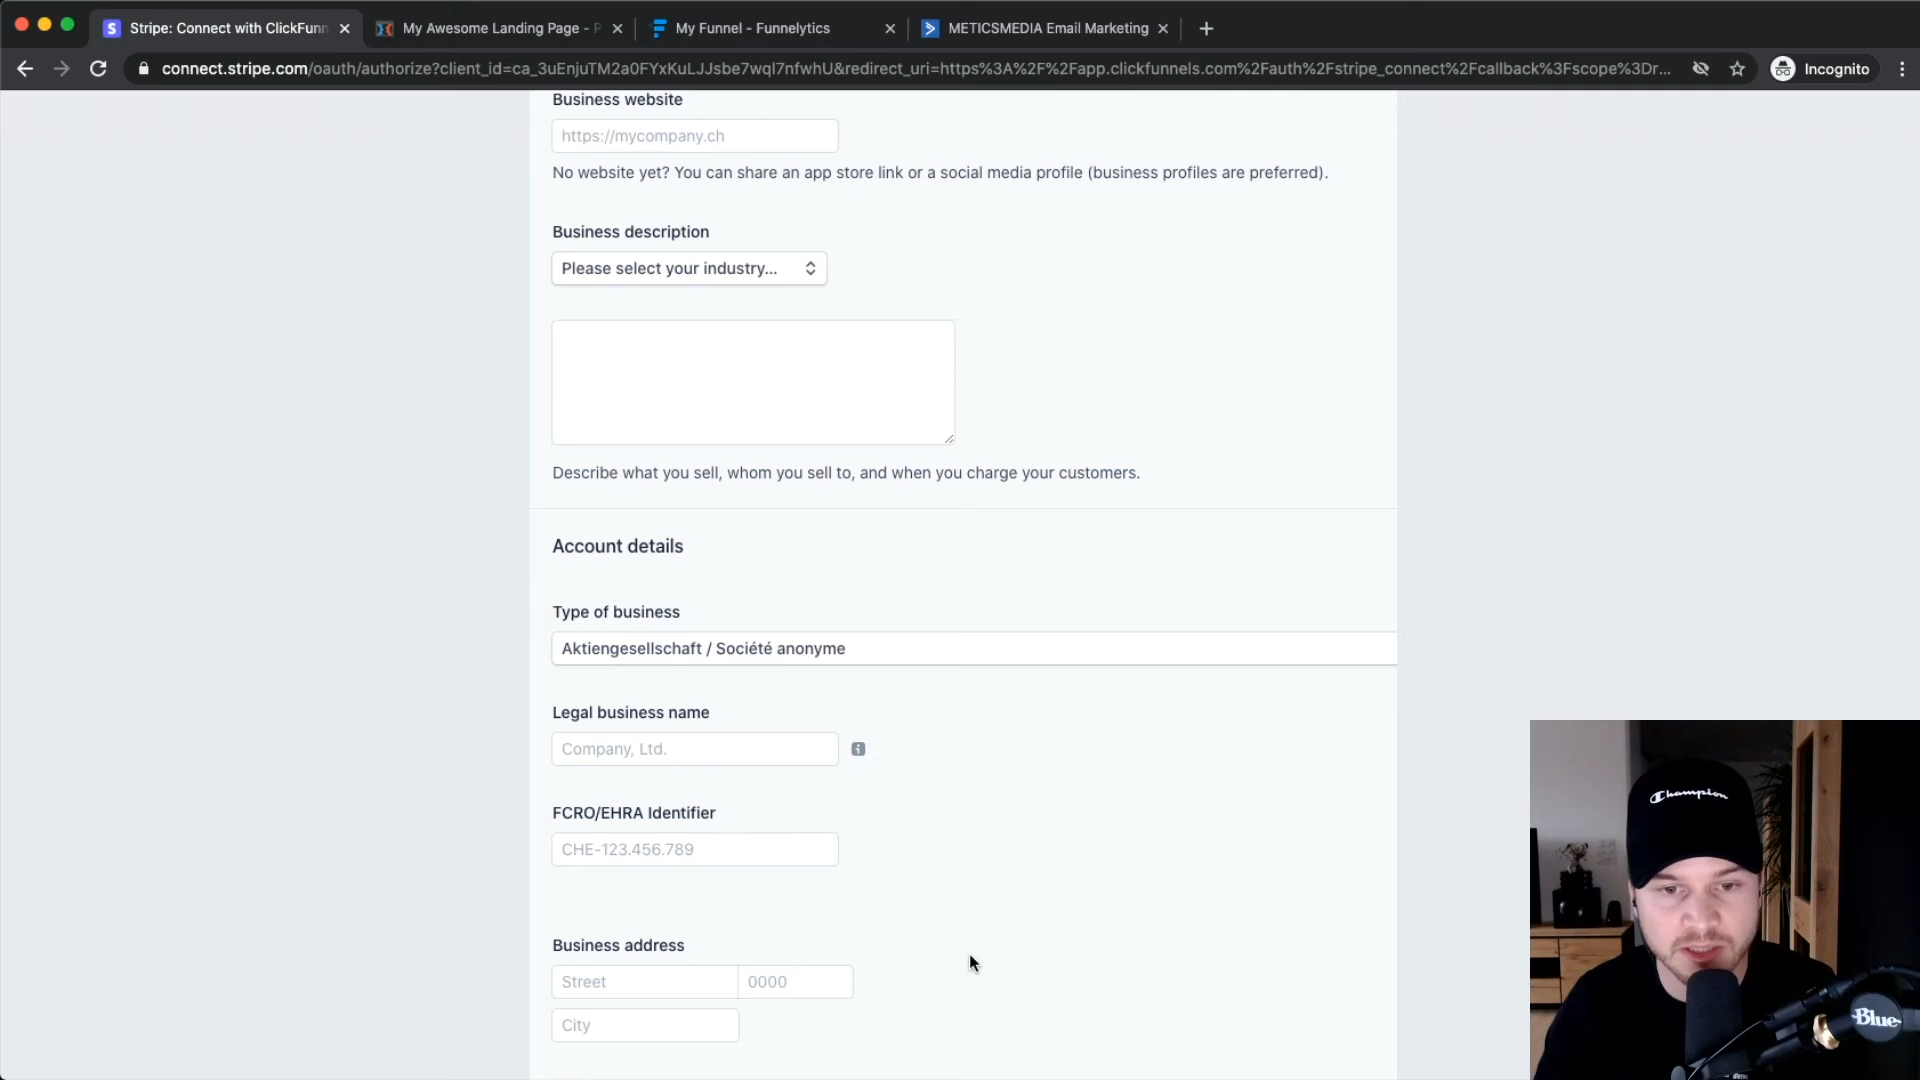 Stripe: Connect with ClickFunn
My Awesome Landing Page - P
My Funnel - Funnelytics
METICSMEDIA Email Marketing
connect.stripe.com/oauth/authorize?client_id=ca_3uEnjuTM2a0FYxKuLJJsbe7wql7nfwhU&redirect_uri=https%3A%2F%2Fapp.clickfunnels.com%2Fauth%2Fstripe_connect%2Fcallback%3Fscope%3Dr...
Incognito
Business website
https://mycompany.ch
No website yet? You can share an app store link or a social media profile (business profiles are preferred).
Business description
Please select your industry...
Describe what you sell, whom you sell to, and when you charge your customers.
Account details
Type of business
Aktiengesellschaft / Société anonyme
Legal business name
Company, Ltd.
FCRO/EHRA Identifier
CHE-123.456.789
Business address
Street
0000
City
Champion
Blue